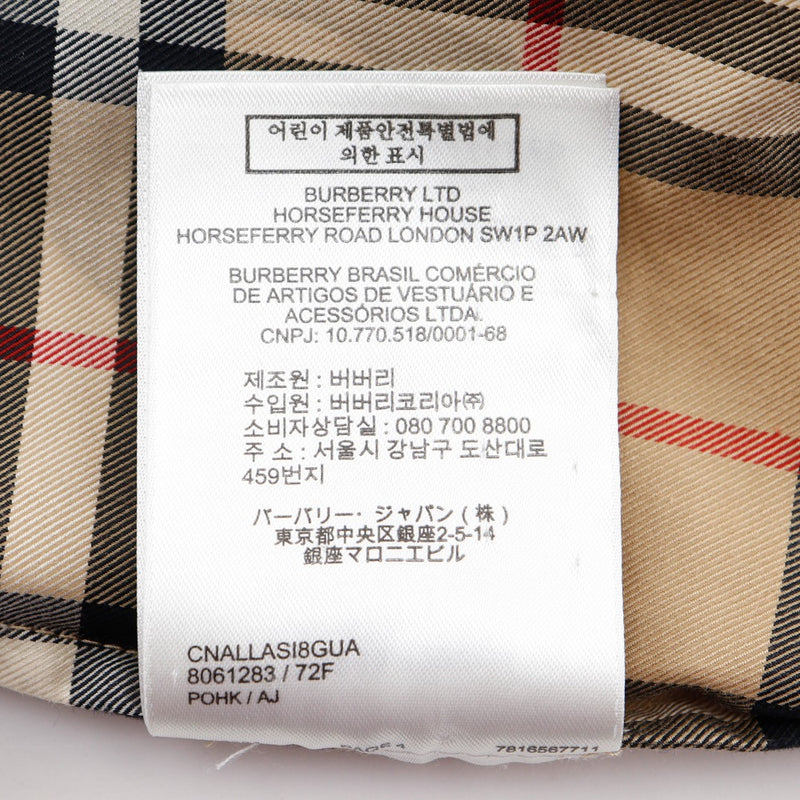 어린이 제품안전특별법에
의한 표시
BURBERRY LTD
HORSEFERRY HOUSE
HORSEFERRY ROAD LONDON SW1P 2AW
BURBERRY BRASIL COMÉRCIO
DE ARTIGOS DE VESTUÁRIO E
ACESSÓRIOS LTDA.
CNPJ: 10.770.518/0001-68
제조원 : 버버리
수입원 : 버버리코리아㈜
소비자상담실 : 080 700 8800
주 소 : 서울시 강남구 도산대로
459번지
バーバリー・ジャパン(株)
東京都中央区銀座2-5-14
銀座マロニエビル
CNALLASI8GUA
8061283 / 72F
POHK / AJ
7816567711